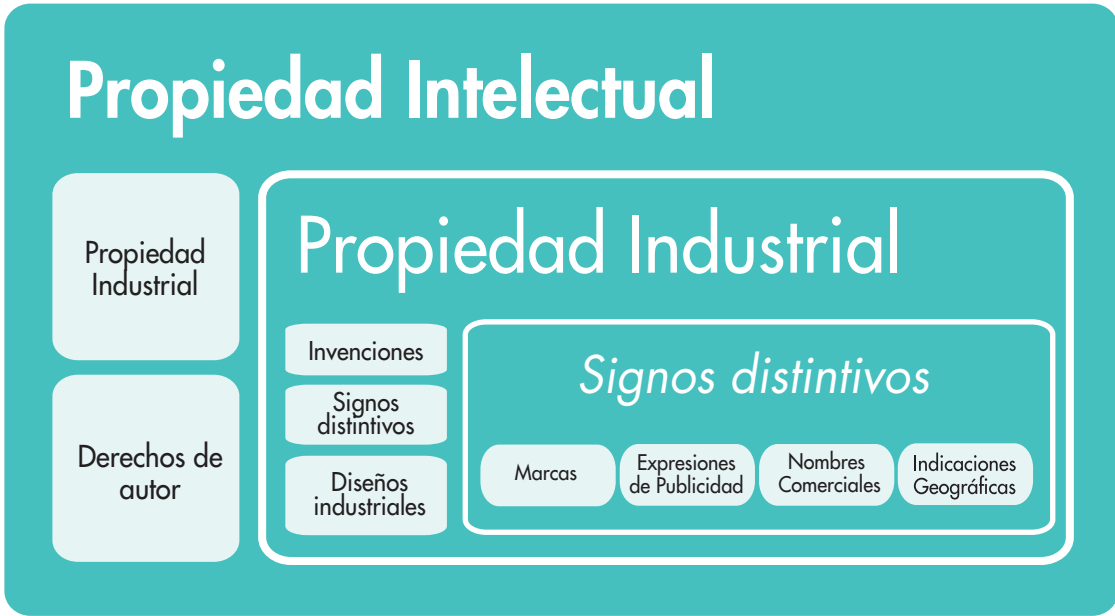 Propiedad Intelectual
Propiedad
Industrial
Derechos de
autor
Propiedad Industrial
Invenciones
Signos
distintivos
Diseños
industriales
Signos distintivos
Marcas
Expresiones
de Publicidad
Nombres
Comerciales
Indicaciones
Geográficas